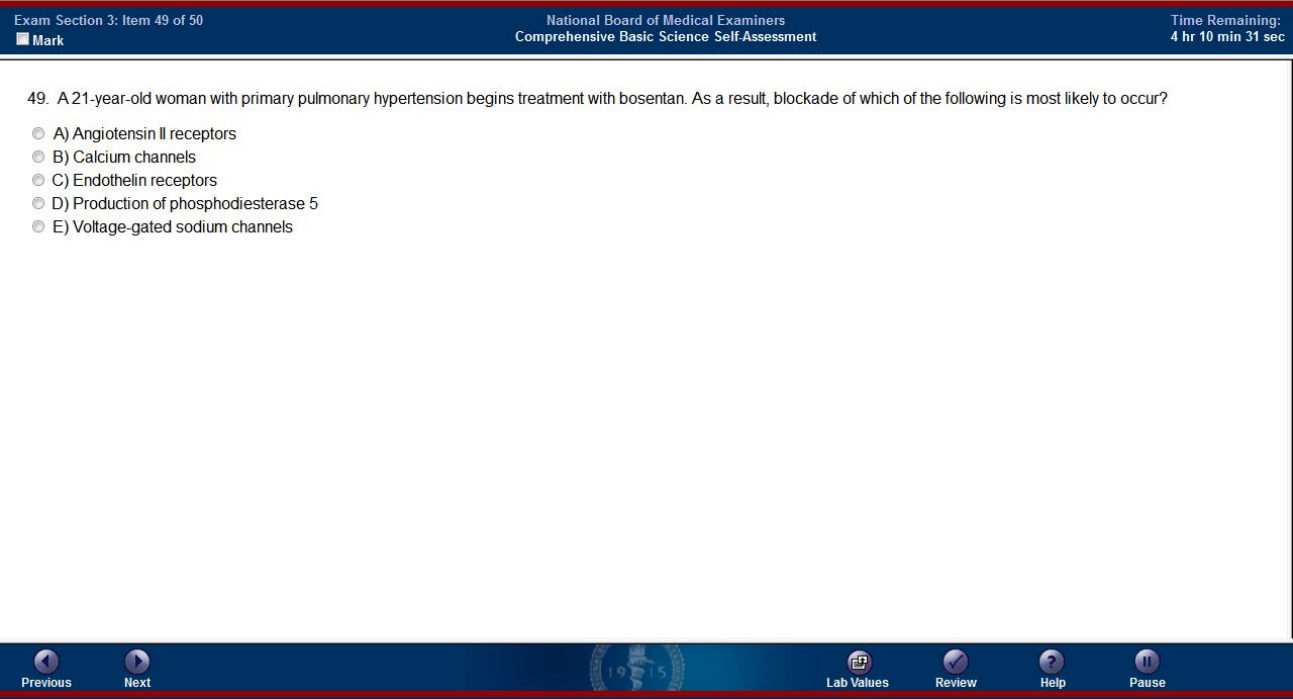 Exam Section 3: Item 49 of 50
National Board of Medical Examiners
Time Remaining:
Mark
Comprehensive Basic Science Self-Assessment
4 hr 10 min 31 sec
49. A 21-year-old woman with primary pulmonary hypertension begins treatment with bosentan. As a result, blockade of which of the following is most likely to occur?
A) Angiotensin II receptors
B) Calcium channels
C) Endothelin receptors
D) Production of phosphodiesterase 5
E) Voltage-gated sodium channels
1915
Previous
Next
Lab Values
Review
Help
Pause